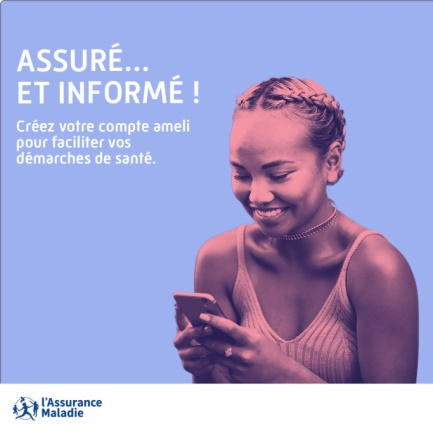 ASSURÉ...
ET INFORMÉ !
Créez votre compte ameli
pour faciliter vos
démarches de santé.
l'Assurance
Maladie